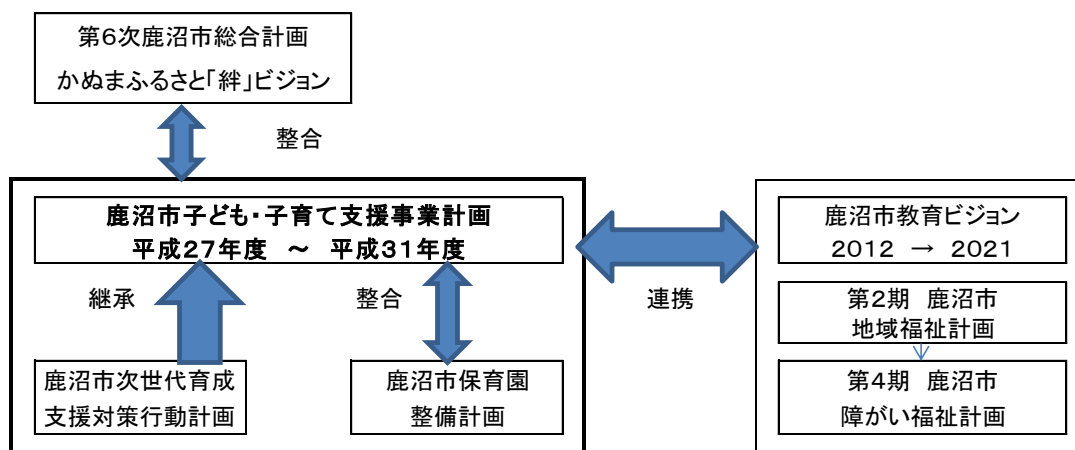 第6次鹿沼市総合計画
かぬまふるさと「絆」ビジョン
整合
鹿沼市子ども・子育て支援事業計画
平成27年度 ～ 平成31年度
継承
整合
鹿沼市次世代育成
支援対策行動計画
鹿沼市保育園
整備計画
連携
鹿沼市教育ビジョン
2012 → 2021
第2期 鹿沼市
地域福祉計画
第4期 鹿沼市
障がい福祉計画